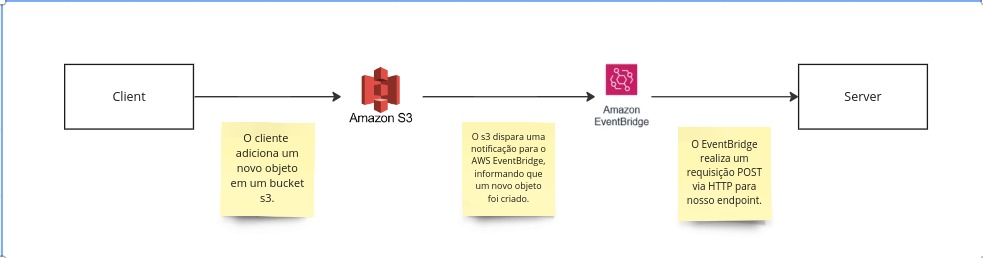 Client
Amazon S3
Amazon
EventBridge
Server
O cliente
adiciona um
novo objeto
em um bucket
s3.
O s3 dispara uma
notificação para o
AWS EventBridge,
informando que
um novo objeto
foi criado.
O EventBridge
realiza um
requisição POST
via HTTP para
nosso endpoint.